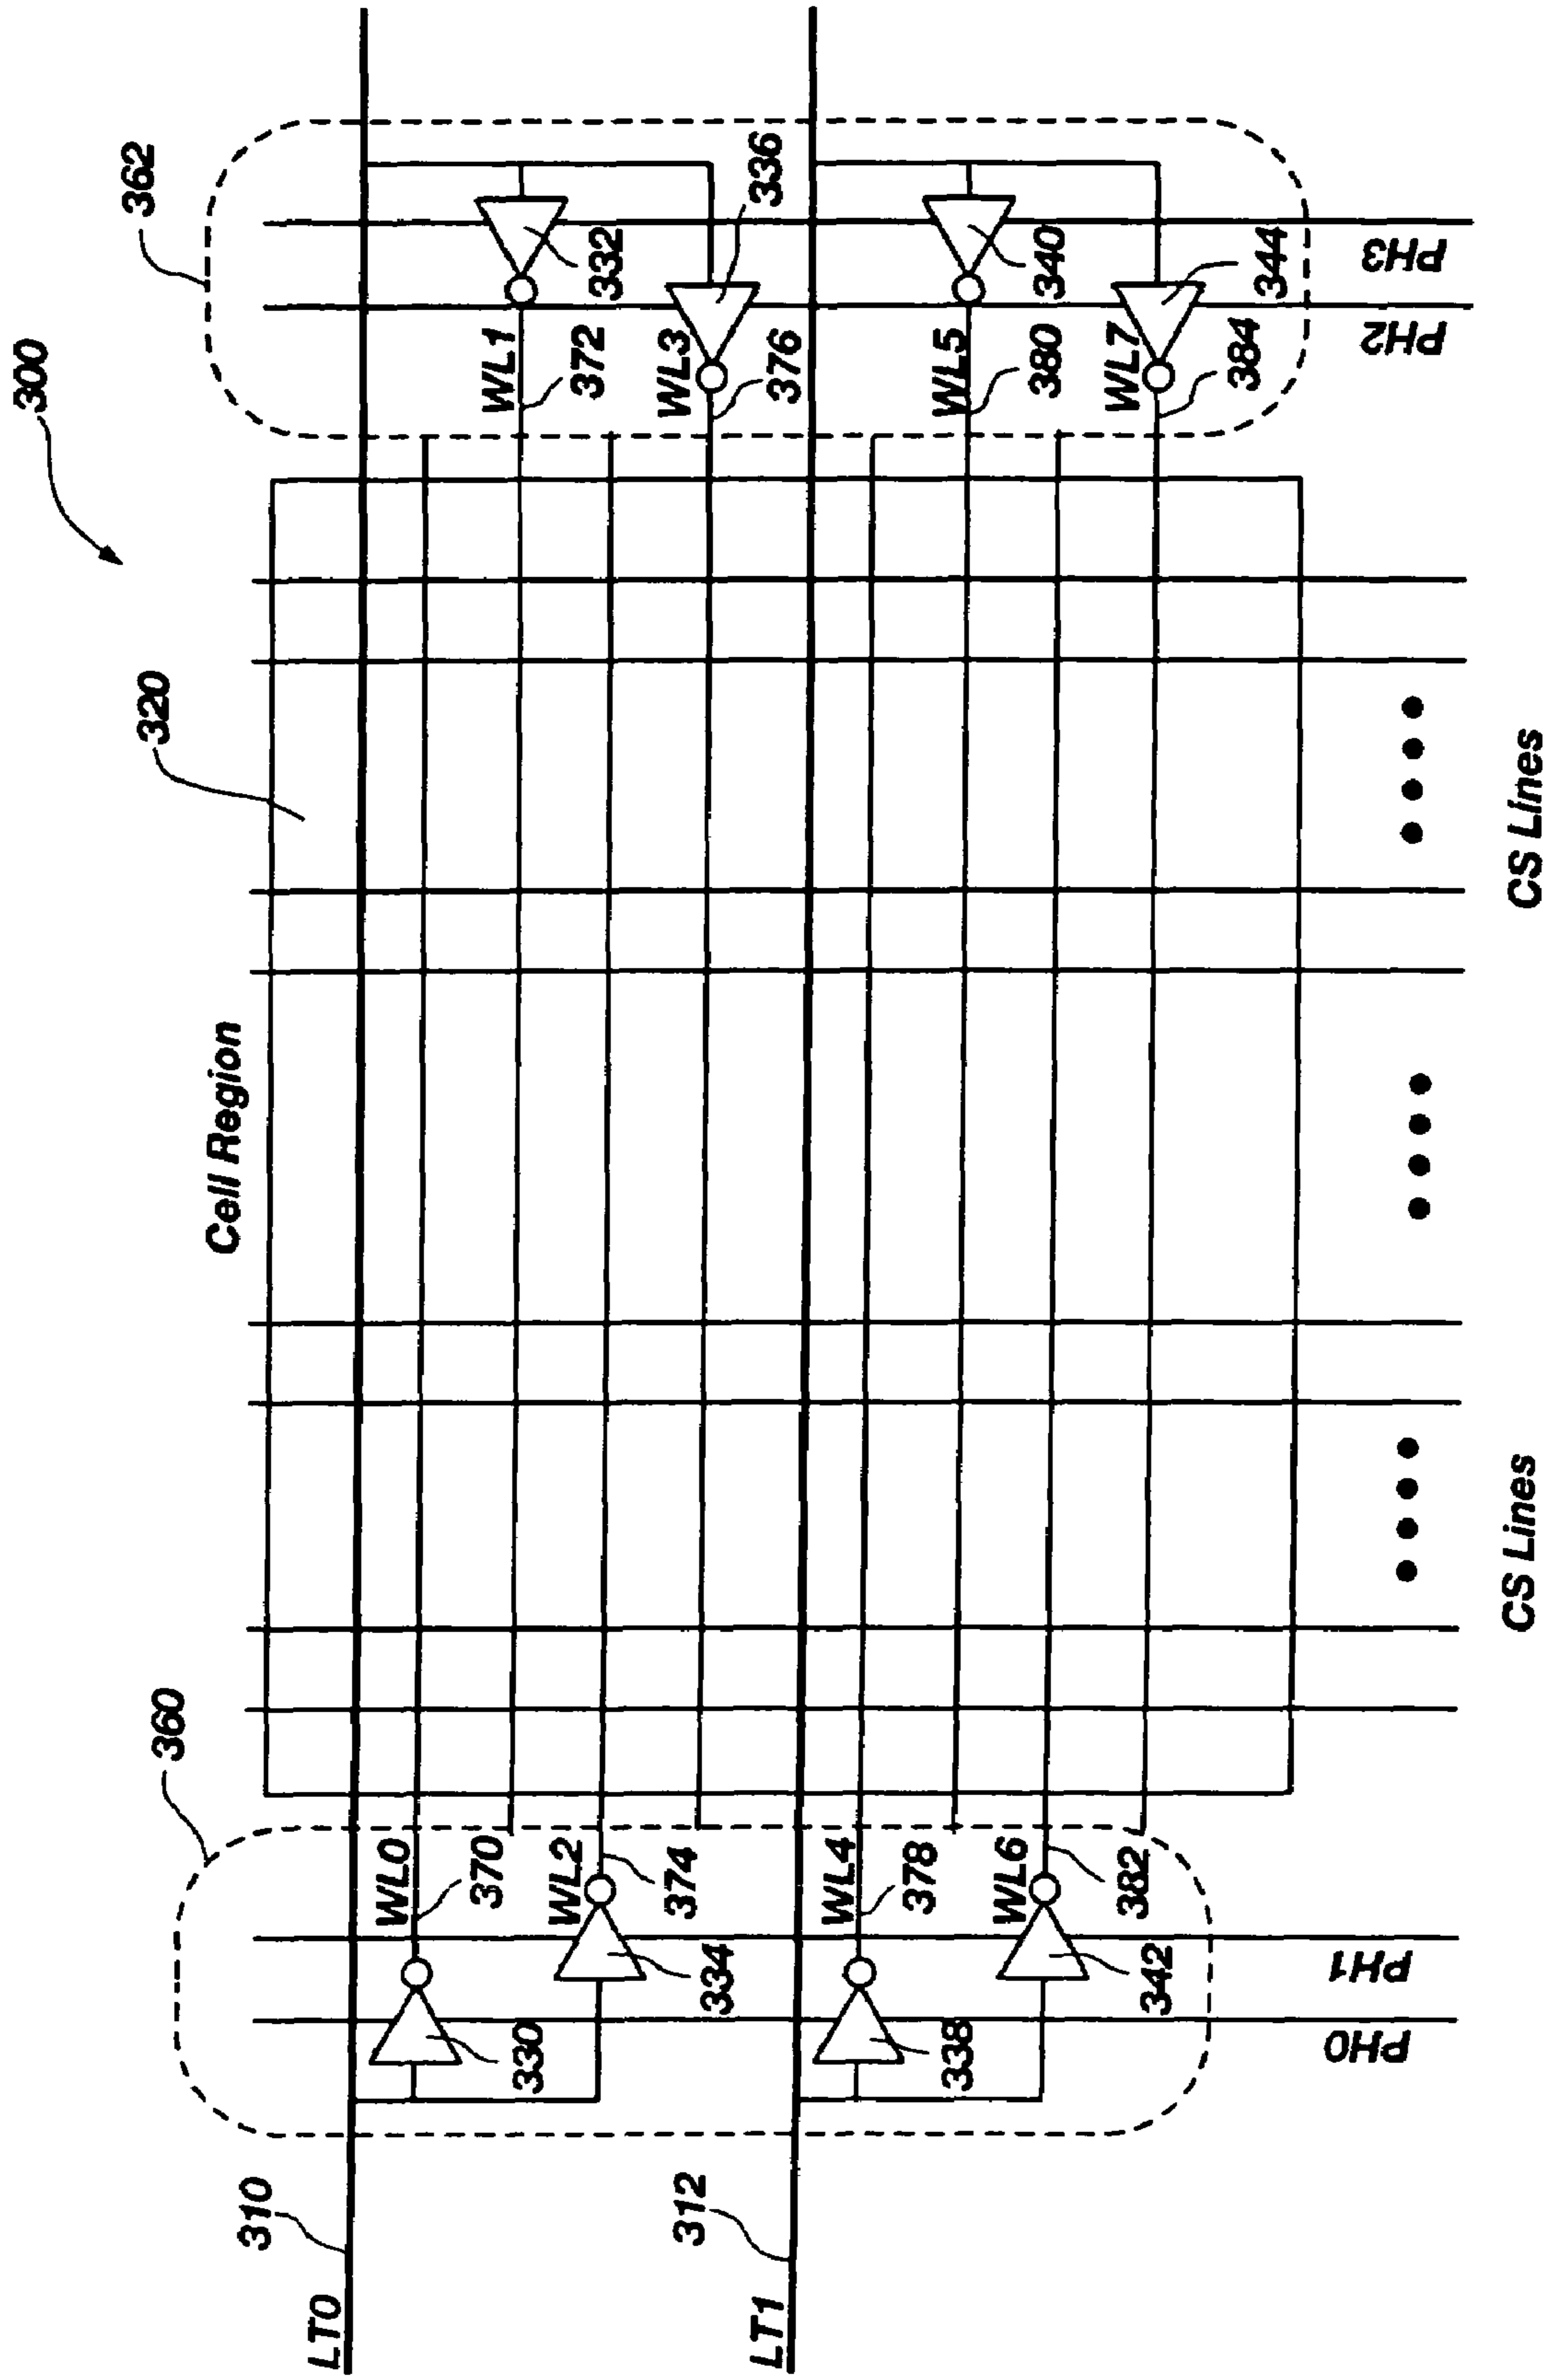 300
362
320
Cell Region
360
310
LT0
312
LT1
WL0
370
330
WL2
374
334
WL4
378
338
WL6
382
342
PH0
PH1
WL1
372
332
WL3
376
336
WL5
380
340
WL7
384
344
PH2
PH3
CS Lines
CS Lines